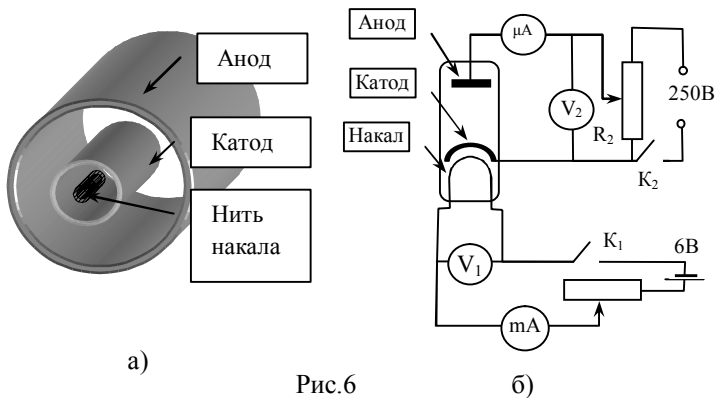 Анод
Катод
Нить
накала
а)
Анод
Катод
Накал
μA
V₂
R₂
250В
К₂
V₁
К₁
6В
mA
б)
Рис.6